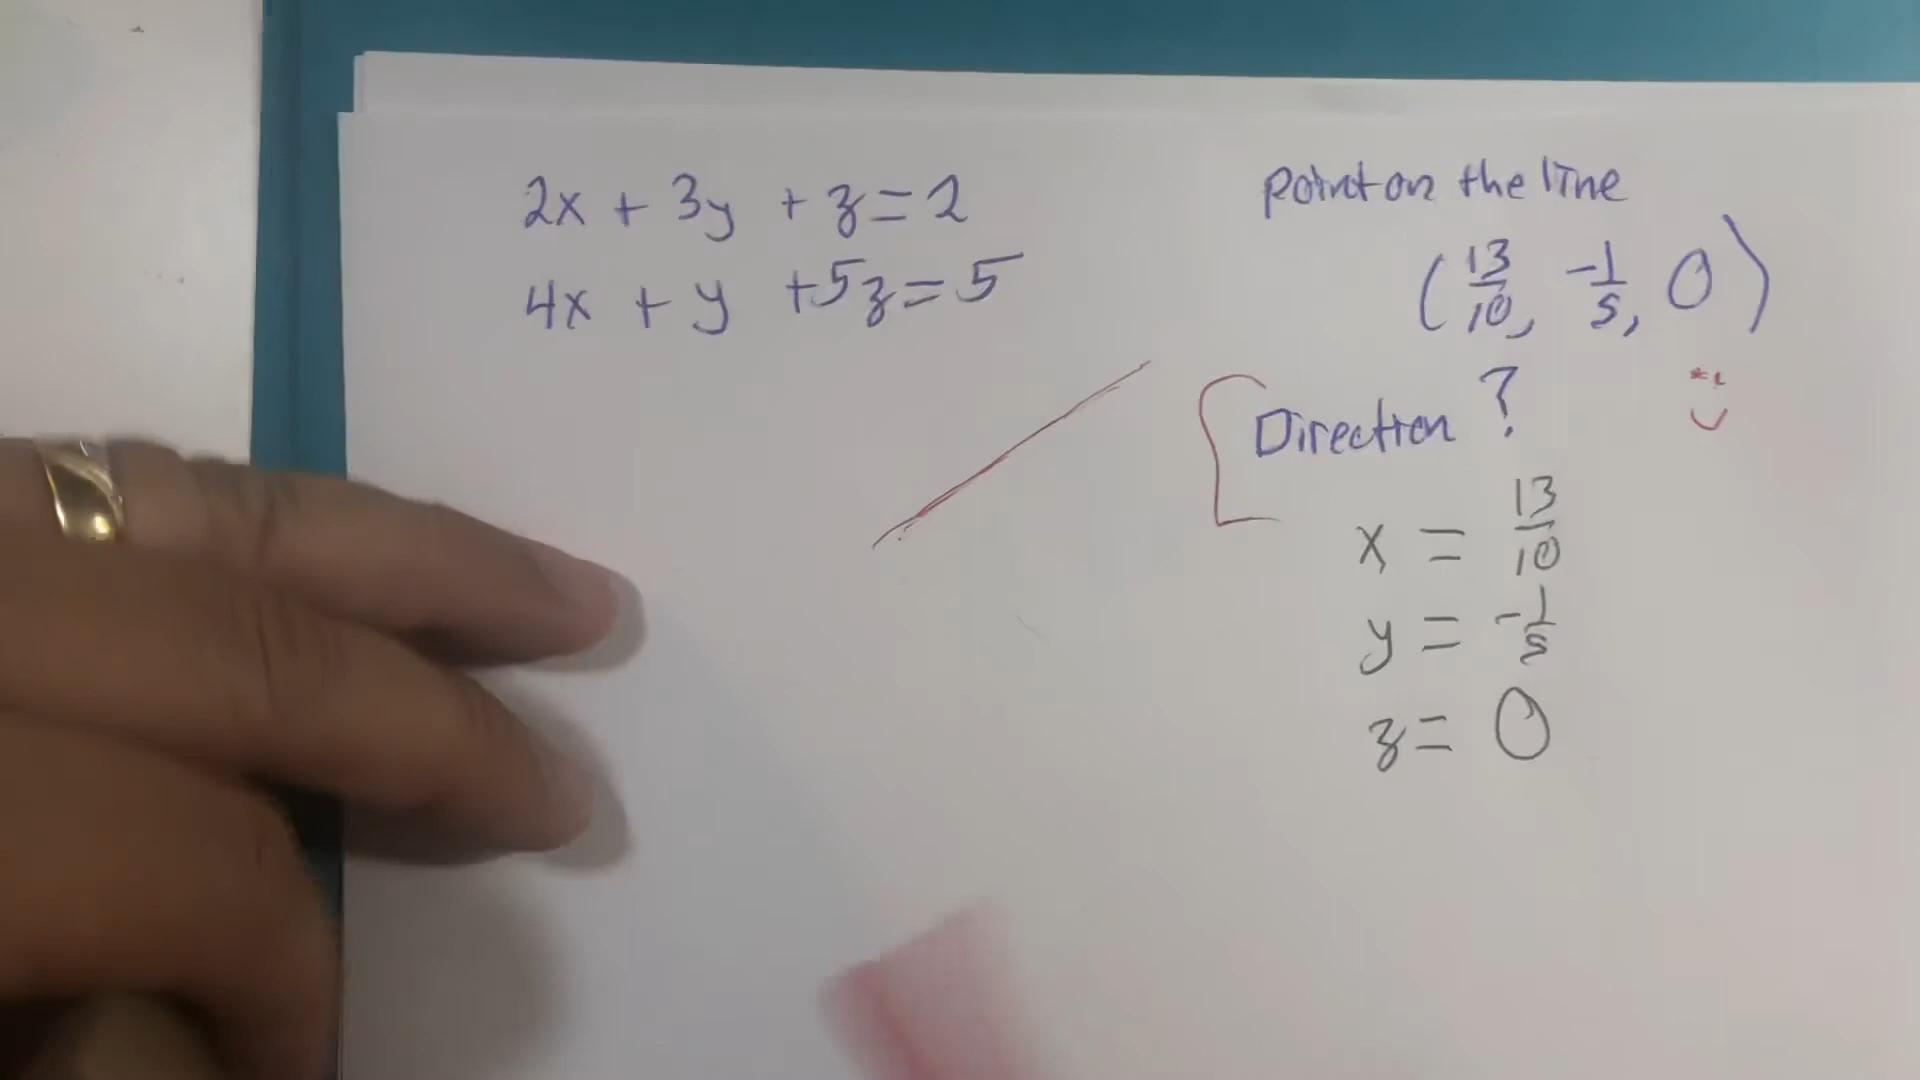 2x + 3y + z = 2
4x + y + 5z = 5
point on the line
(13/10, -1/5, 0)
Direction ?
x = 13/10
y = -1/5
z = 0